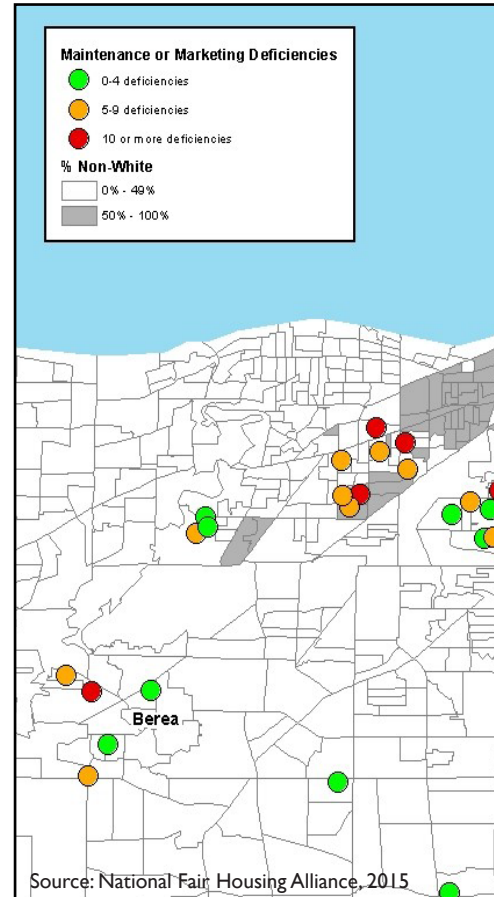 Maintenance or Marketing Deficiencies
0-4 deficiencies
5-9 deficiencies
10 or more deficiencies
% Non-White
0% - 49%
50% - 100%
Berea
Source: National Fair Housing Alliance, 2015